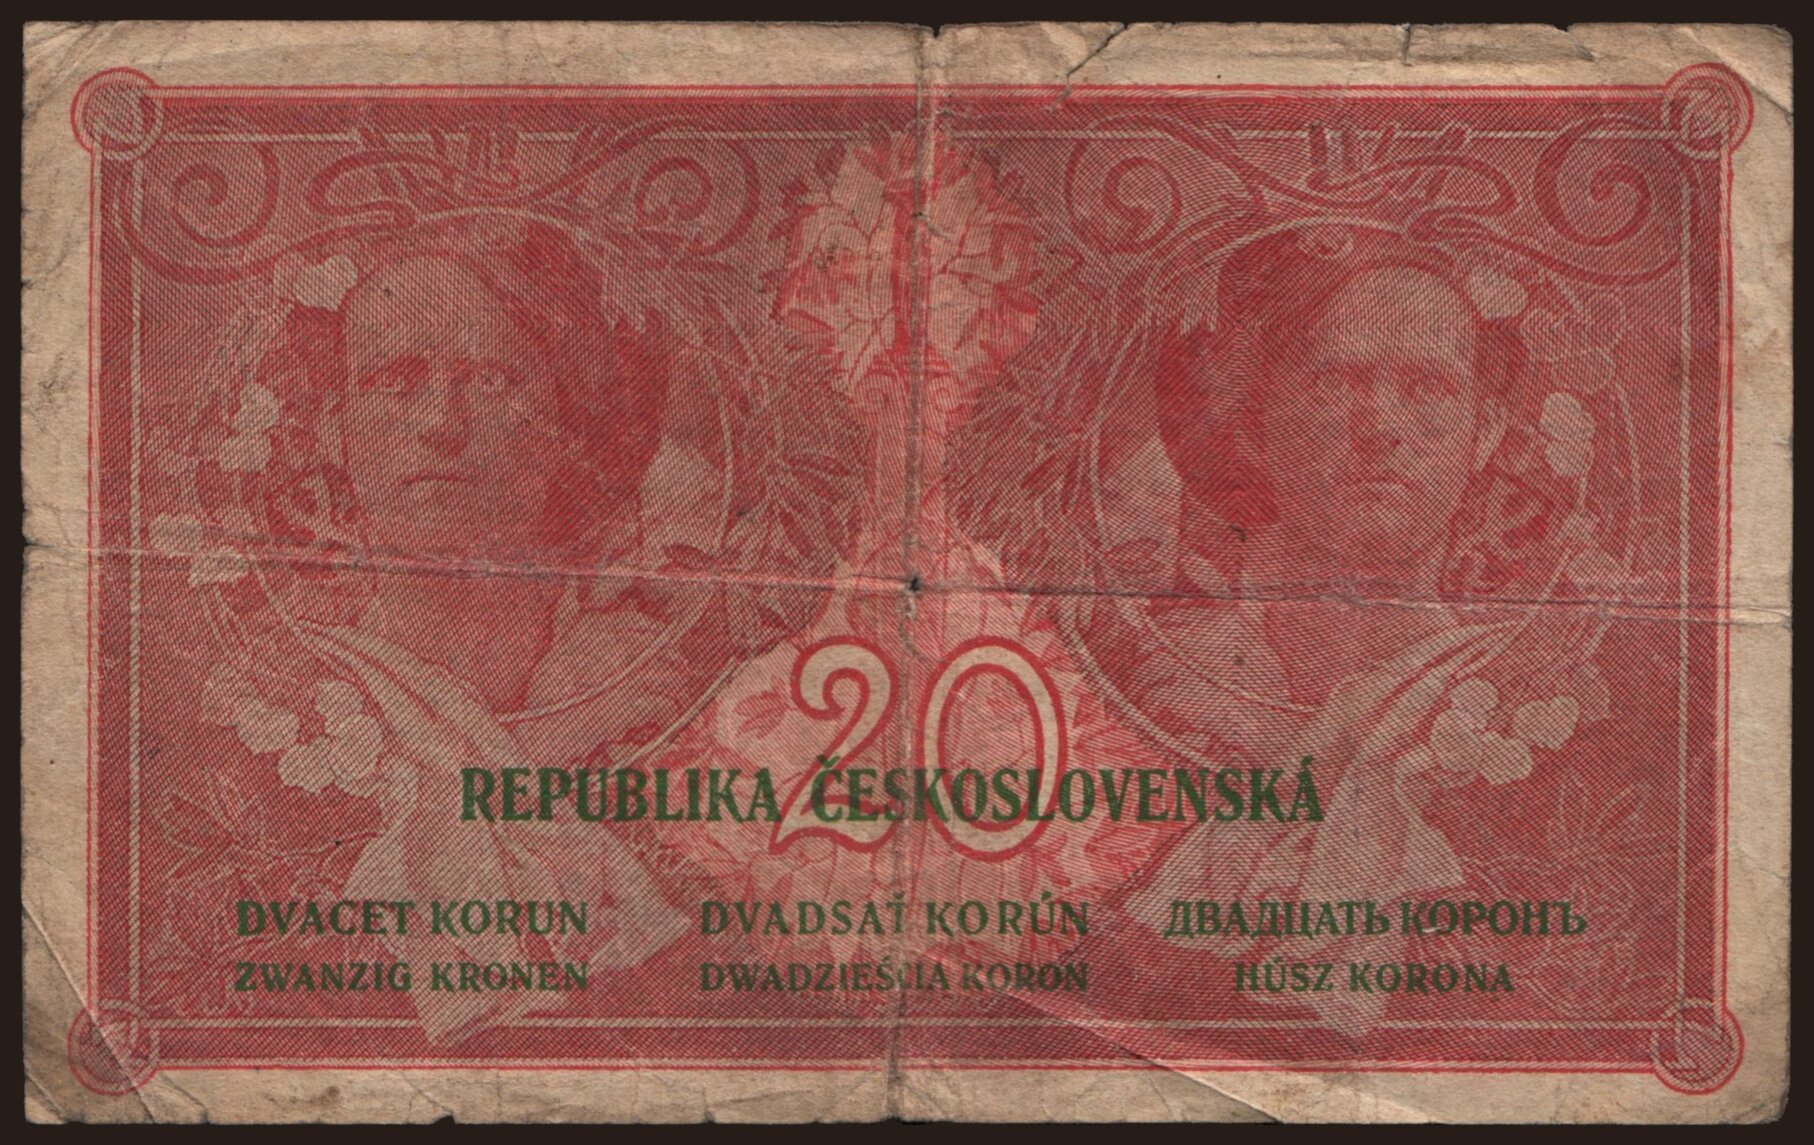 20
REPUBLIKA ČESKOSLOVENSKÁ
DVACET KORUN
DVADSAŤ KORÚN
ДВАДЦАТЬ КОРОНЪ
ZWANZIG KRONEN
DWADZIEŚCIA KORON
HÚSZ KORONA